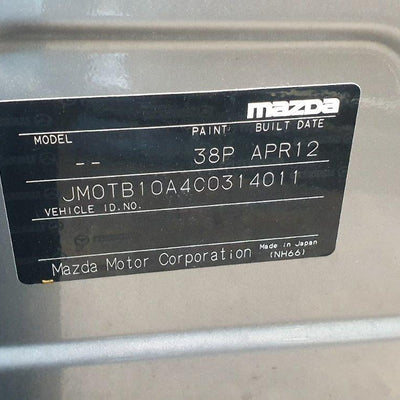 mazda
MODEL PAINT BUILT DATE
-- 38P APR12
JM0TB10A4C0314011
VEHICLE ID.NO.
Mazda Motor Corporation Made in Japan
(NH66)